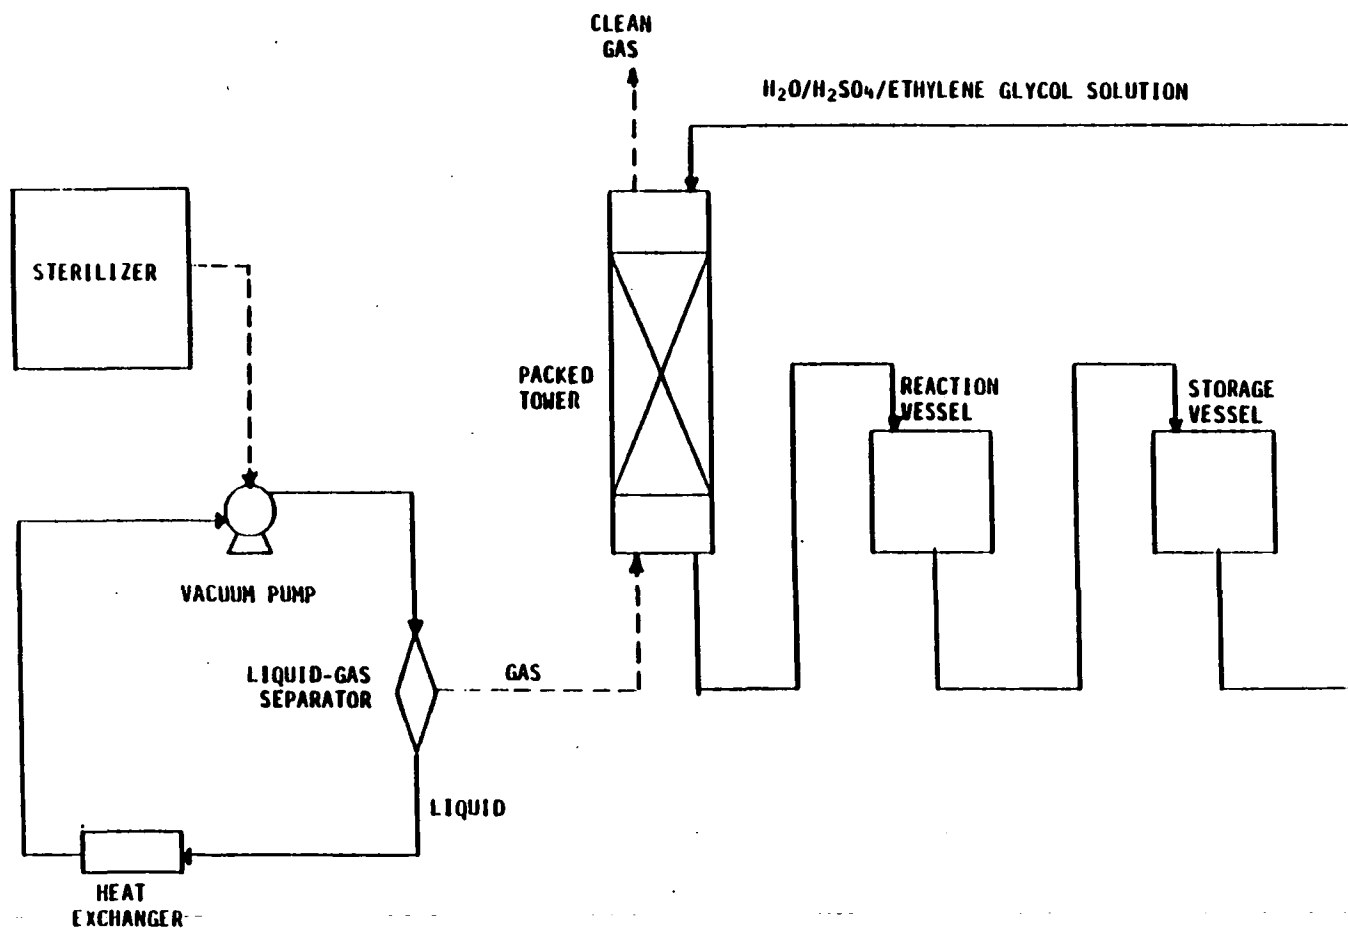 CLEAN
GAS
H₂O/H₂SO₄/ETHYLENE GLYCOL SOLUTION
STERILIZER
PACKED
TOWER
REACTION
VESSEL
STORAGE
VESSEL
VACUUM PUMP
LIQUID-GAS
SEPARATOR
GAS
LIQUID
HEAT
EXCHANGER